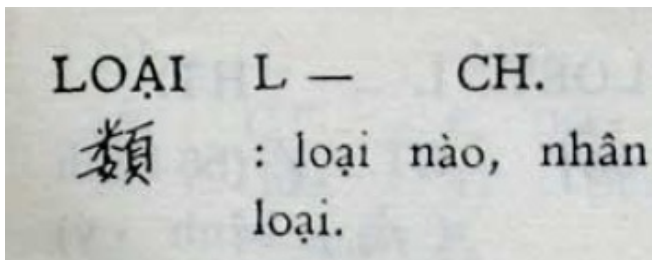 LOẠI L — CH.
類 : loại nào, nhân
loại.